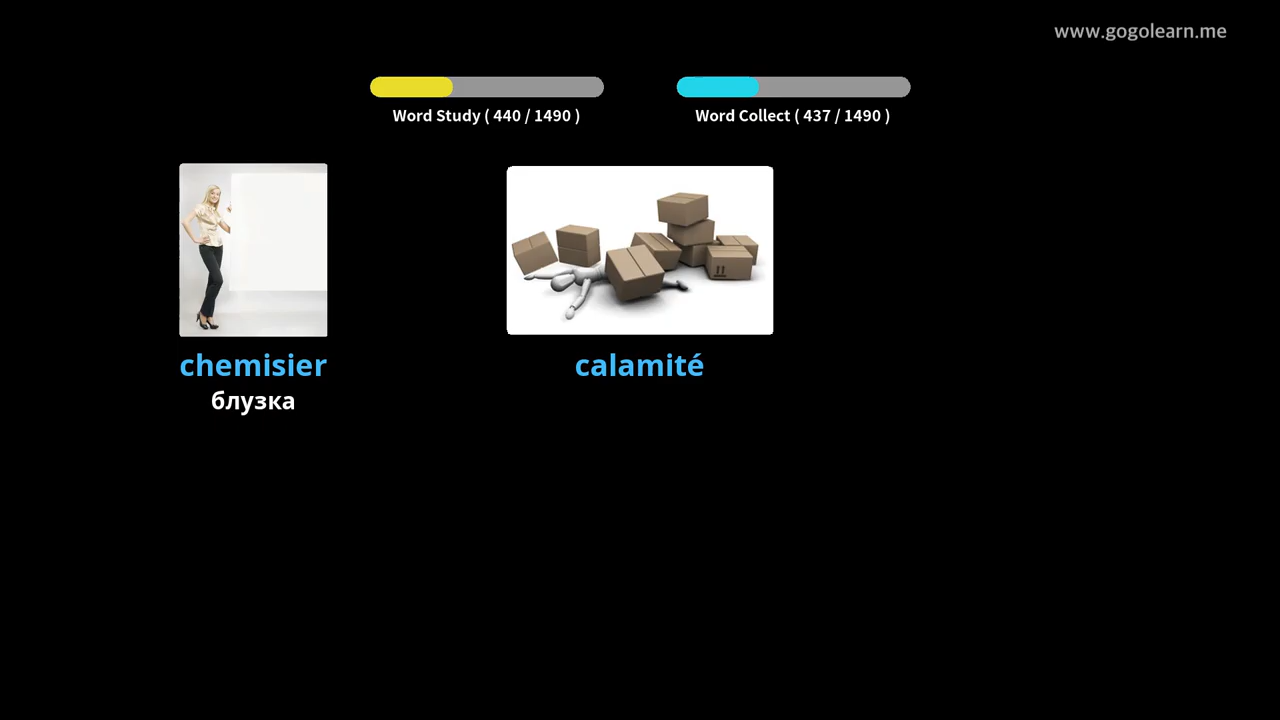 www.gogolearn.me
Word Study ( 440 / 1490 )
Word Collect ( 437 / 1490 )
chemisier
блузка
calamité